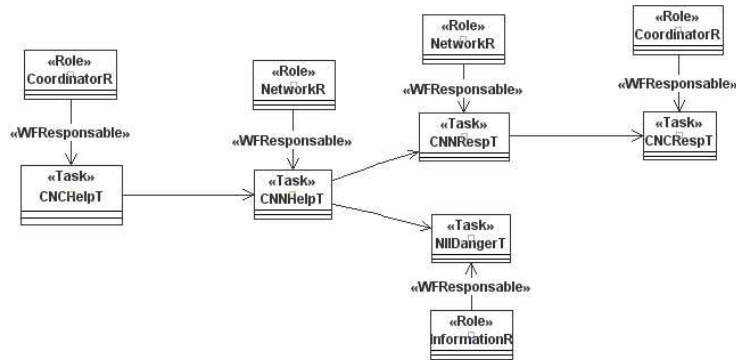 «Role»
CoordinatorR
«WFResponsable»
«Task»
CNCHelpT
«Role»
NetworkR
«WFResponsable»
«Task»
CNNHelpT
«Role»
NetworkR
«WFResponsable»
«Task»
CNNRespT
«Role»
CoordinatorR
«WFResponsable»
«Task»
CNCRespT
«Task»
NIIDangerT
«WFResponsable»
«Role»
InformationR